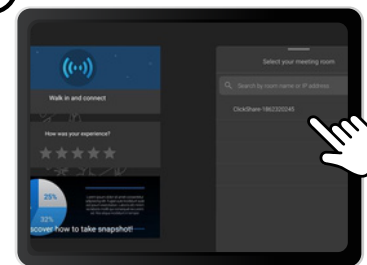 Walk in and connect
How was your experience?
25%
32%
scover how to take snapshot!
Select your meeting room
Search by room name or IP address
ClickShare-1862320245